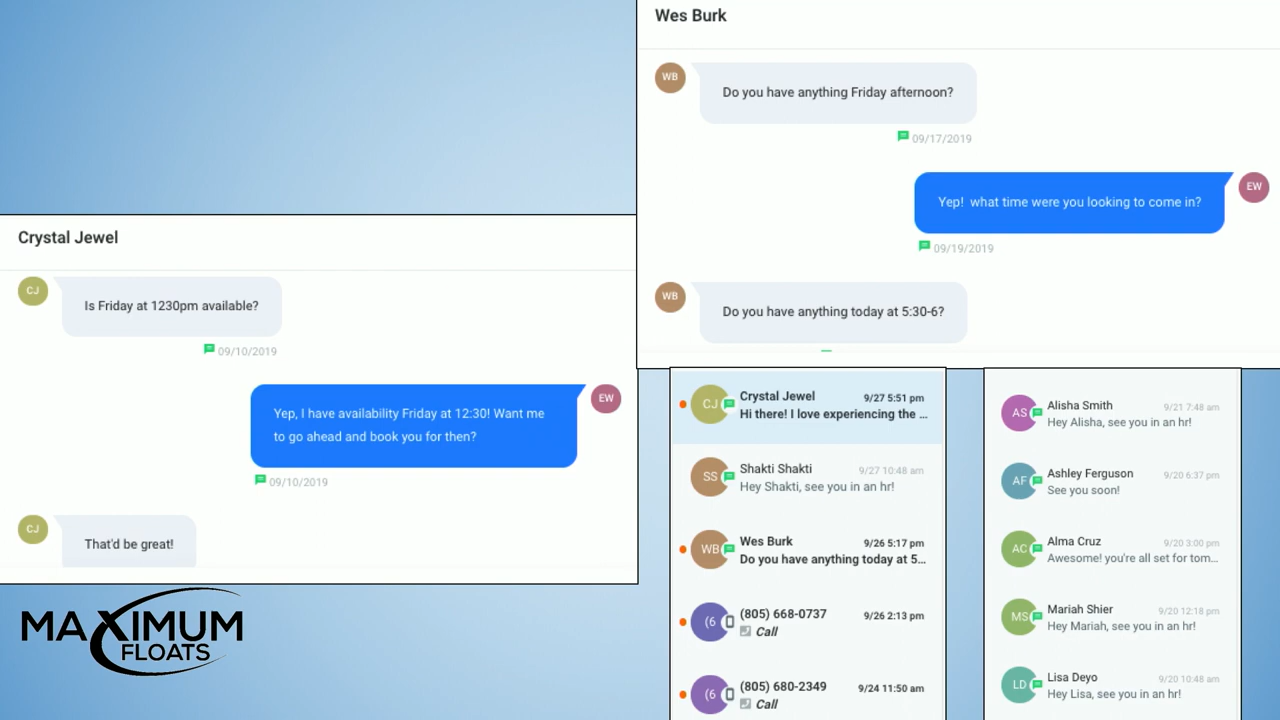 Wes Burk
WB
Do you have anything Friday afternoon?
09/17/2019
Yep!  what time were you looking to come in?
EW
09/19/2019
WB
Do you have anything today at 5:30-6?
Crystal Jewel
CJ
Is Friday at 1230pm available?
09/10/2019
Yep, I have availability Friday at 12:30! Want me
to go ahead and book you for then?
EW
09/10/2019
CJ
That'd be great!
MAXIMUM
FLOATS
CJ
Crystal Jewel 9/27 5:51 pm
Hi there! I love experiencing the ...
SS
Shakti Shakti 9/27 10:48 am
Hey Shakti, see you in an hr!
WB
Wes Burk 9/26 5:17 pm
Do you have anything today at 5...
(6
(805) 668-0737 9/26 2:13 pm
Call
(6
(805) 680-2349 9/24 11:50 am
Call
AS
Alisha Smith 9/21 7:48 am
Hey Alisha, see you in an hr!
AF
Ashley Ferguson 9/20 6:37 pm
See you soon!
AC
Alma Cruz 9/20 3:00 pm
Awesome! you're all set for tom...
MS
Mariah Shier 9/20 12:18 pm
Hey Mariah, see you in an hr!
LD
Lisa Deyo 9/20 10:48 am
Hey Lisa, see you in an hr!